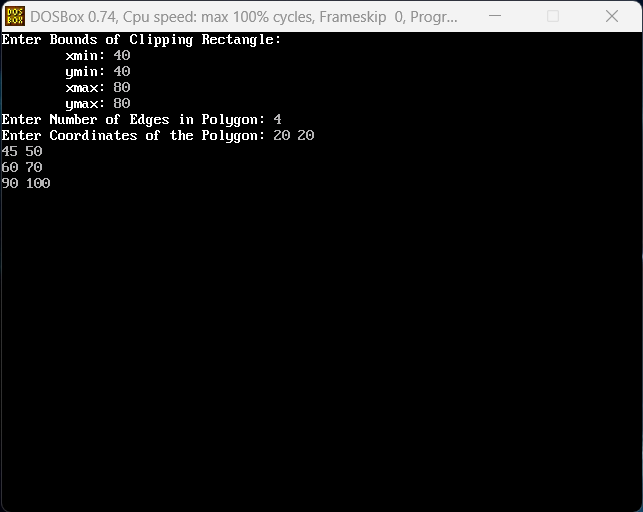 DOS BOX DOSBox 0.74, Cpu speed: max 100% cycles, Frameskip 0, Progr...
Enter Bounds of Clipping Rectangle:
xmin: 40
ymin: 40
xmax: 80
ymax: 80
Enter Number of Edges in Polygon: 4
Enter Coordinates of the Polygon: 20 20
45 50
60 70
90 100